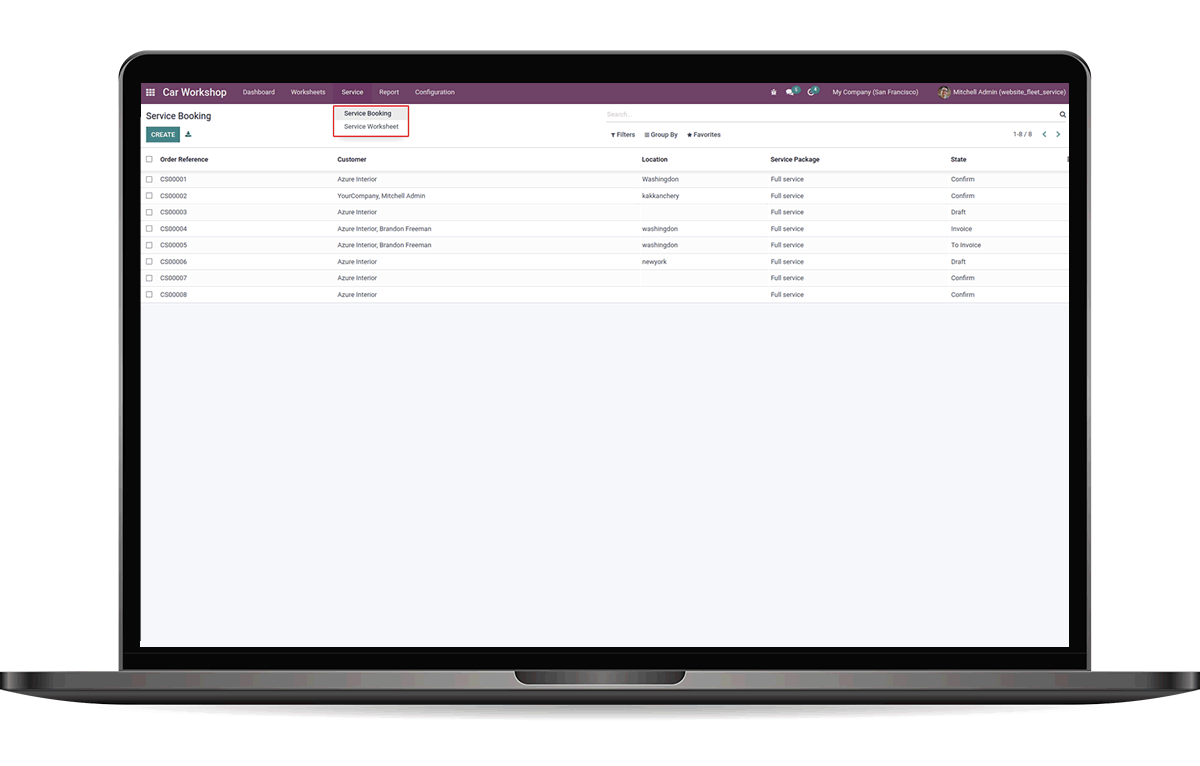 Car Workshop Dashboard Worksheets Service Report Configuration 5 4 My Company (San Francisco) Mitchell Admin (website_fleet_service)
Service Booking
Service Worksheet
Service Booking
Search...
CREATE
Filters Group By Favorites 1-8 / 8
Order Reference Customer Location Service Package State
CS00001 Azure Interior Washingdon Full service Confirm
CS00002 YourCompany, Mitchell Admin kakkanchery Full service Confirm
CS00003 Azure Interior Full service Draft
CS00004 Azure Interior, Brandon Freeman washingdon Full service Invoice
CS00005 Azure Interior, Brandon Freeman washingdon Full service To Invoice
CS00006 Azure Interior newyork Full service Draft
CS00007 Azure Interior Full service Confirm
CS00008 Azure Interior Full service Confirm